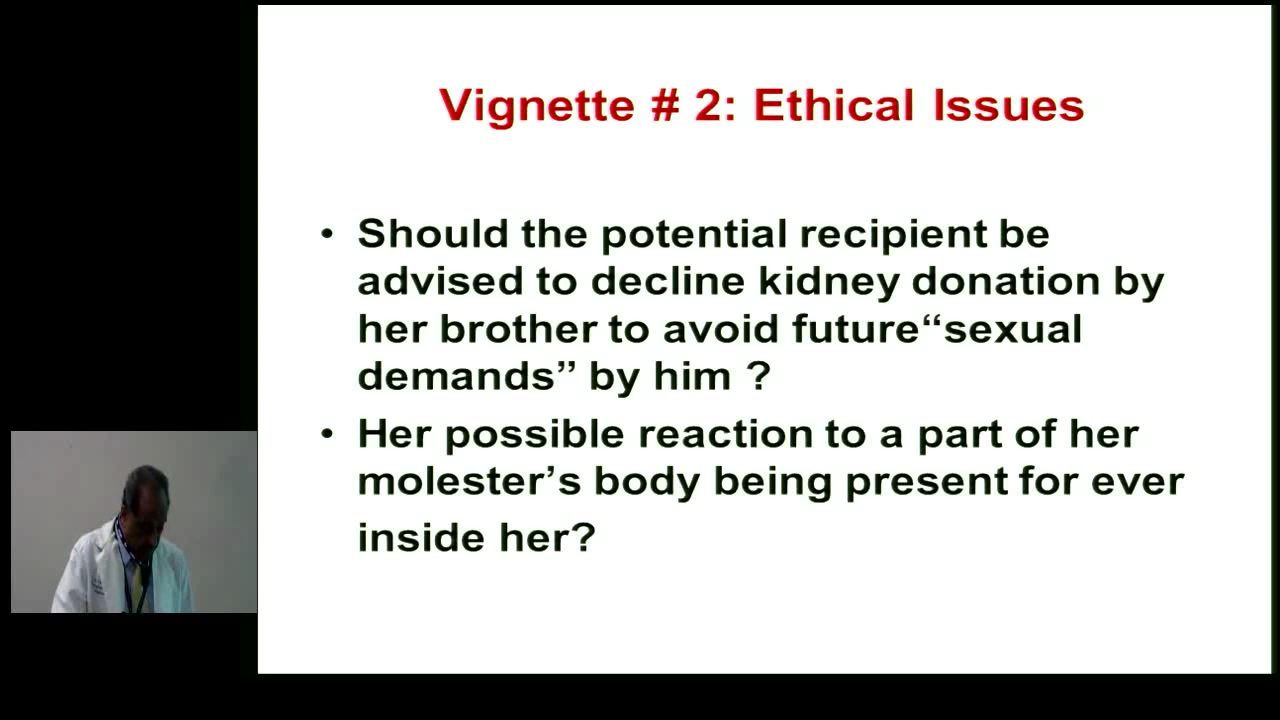 Vignette # 2: Ethical Issues
• Should the potential recipient be
advised to decline kidney donation by
her brother to avoid future“sexual
demands” by him ?
• Her possible reaction to a part of her
molester’s body being present for ever
inside her?